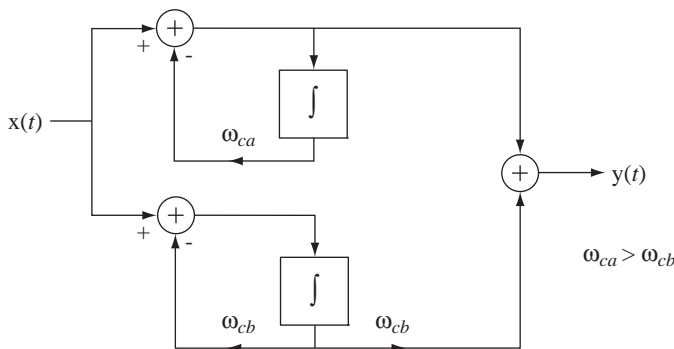 +
+
-
∫
x(t)
ω_ca
+
y(t)
+
+
-
ω_ca > ω_cb
∫
ω_cb ω_cb